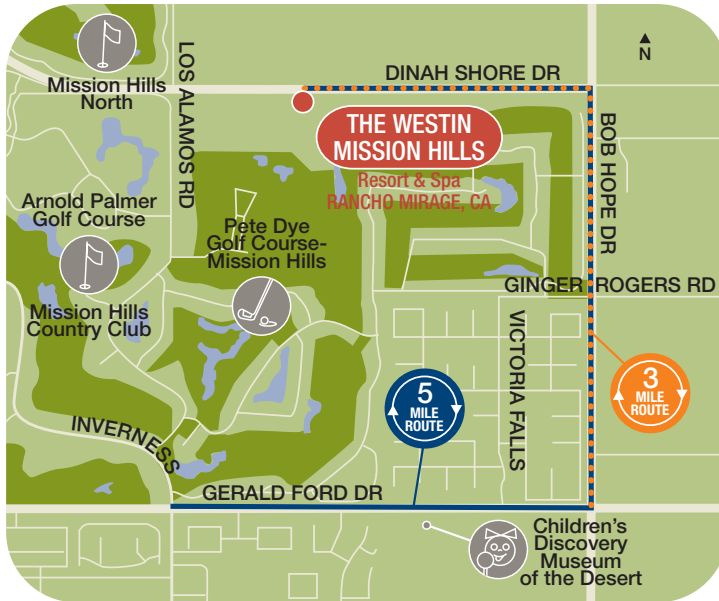 Mission Hills
North
LOS ALAMOS RD
DINAH SHORE DR
N
THE WESTIN
MISSION HILLS
Resort & Spa
RANCHO MIRAGE, CA
BOB HOPE DR
Arnold Palmer
Golf Course
Pete Dye
Golf Course-
Mission Hills
Mission Hills
Country Club
GINGER ROGERS RD
VICTORIA FALLS
3
MILE
ROUTE
5
MILE
ROUTE
INVERNESS
GERALD FORD DR
Children's
Discovery
Museum
of the Desert